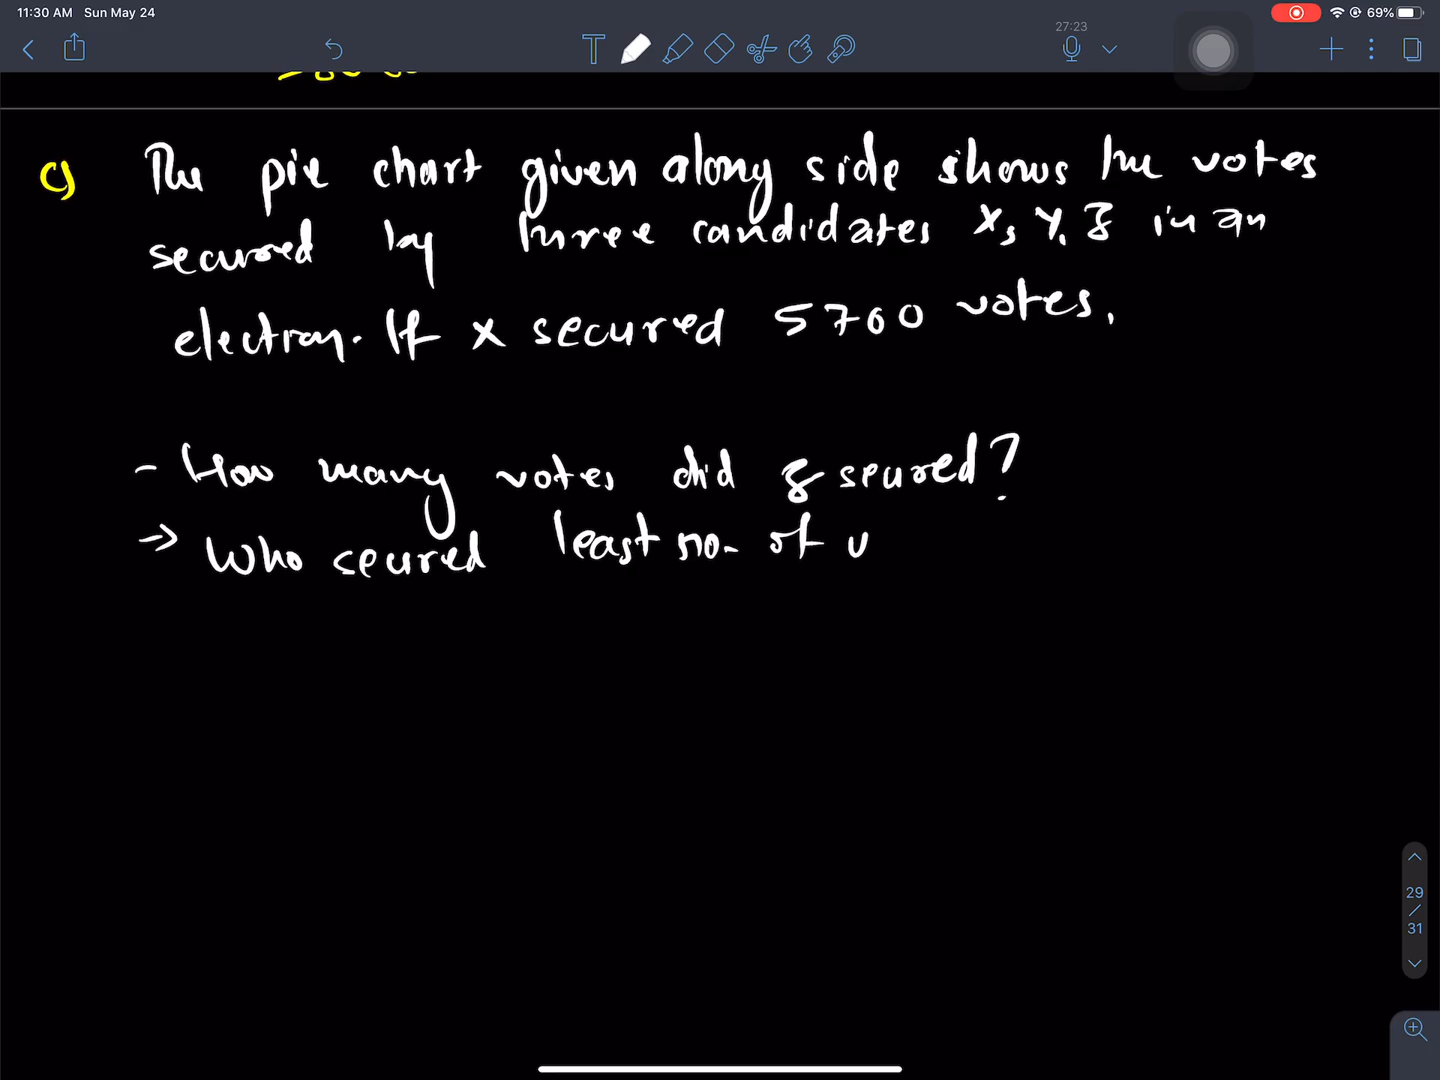 11:30 AM Sun May 24
69%
27:23
T
c) The pie chart given along side shows the votes
secured by three candidates X, Y, Z in an
election. If x secured 5700 votes,
- How many votes did z secured?
→ Who secured least no. of v
29
/
31